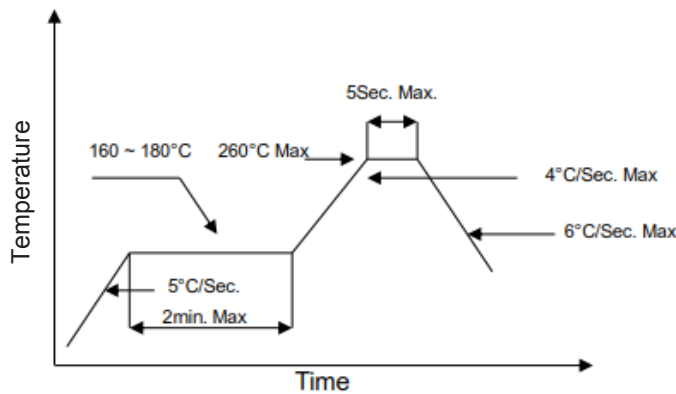 5Sec. Max.
160 ~ 180°C
260°C Max
4°C/Sec. Max
6°C/Sec. Max
5°C/Sec.
2min. Max
Temperature
Time